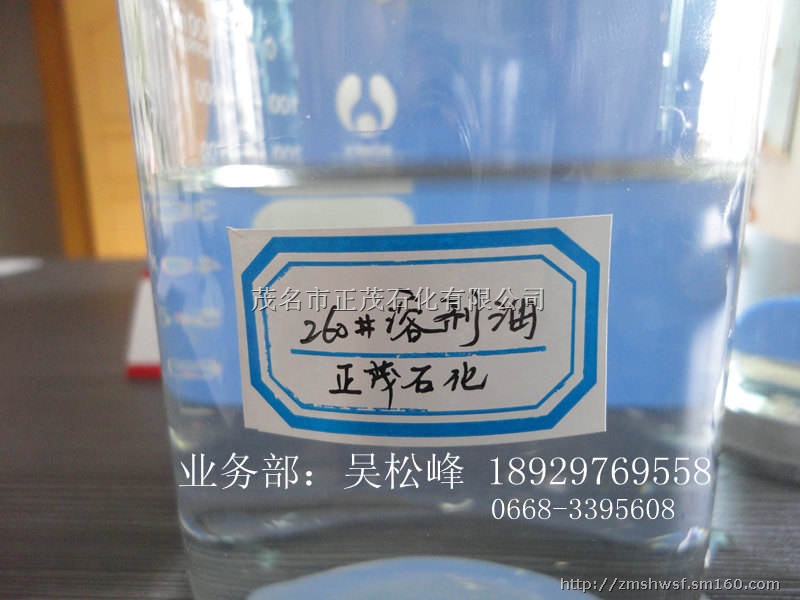 茂名市正茂石化有限公司
260#溶剂油
正茂石化
业务部：吴松峰 18929769558
0668-3395608
http://zmshwsf.sm160.com/